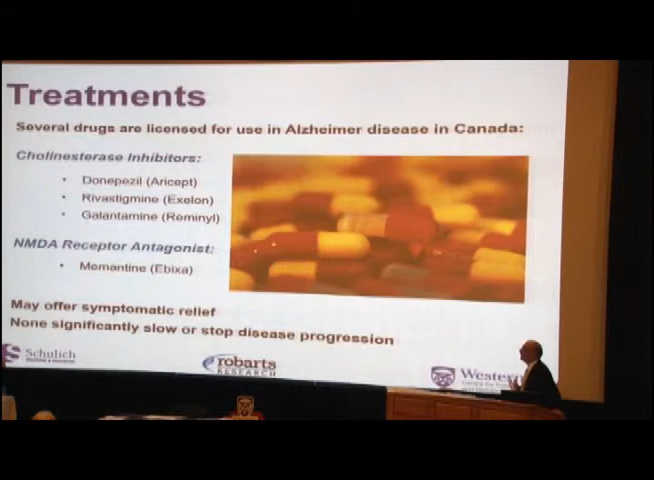 Treatments
Several drugs are licensed for use in Alzheimer disease in Canada:
Cholinesterase Inhibitors:
• Donepezil (Aricept)
• Rivastigmine (Exelon)
• Galantamine (Reminyl)
NMDA Receptor Antagonist:
• Memantine (Ebixa)
May offer symptomatic relief
None significantly slow or stop disease progression
Schulich
robarts
RESEARCH
Western